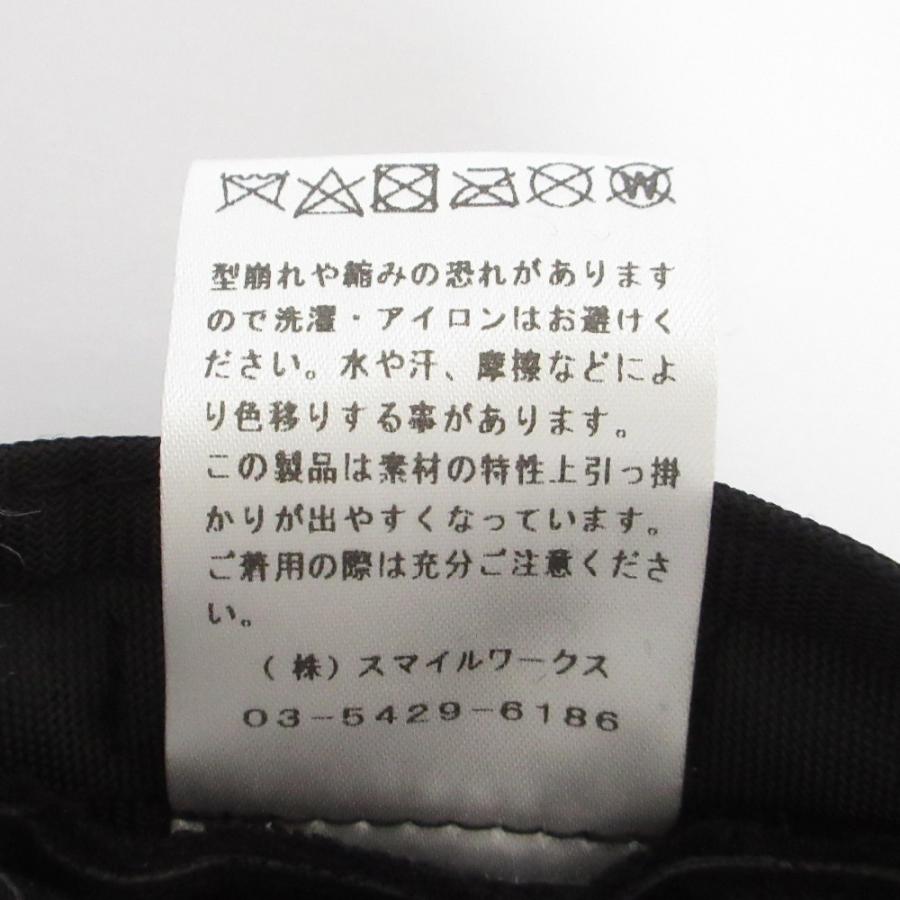 型崩れや縮みの恐れがあります
ので洗濯・アイロンはお避けく
ださい。水や汗、摩擦などによ
り色移りする事があります。
この製品は素材の特性上引っ掛
かりが出やすくなっています。
ご着用の際は充分ご注意くださ
い。
(株)スマイルワークス
03-5429-6186